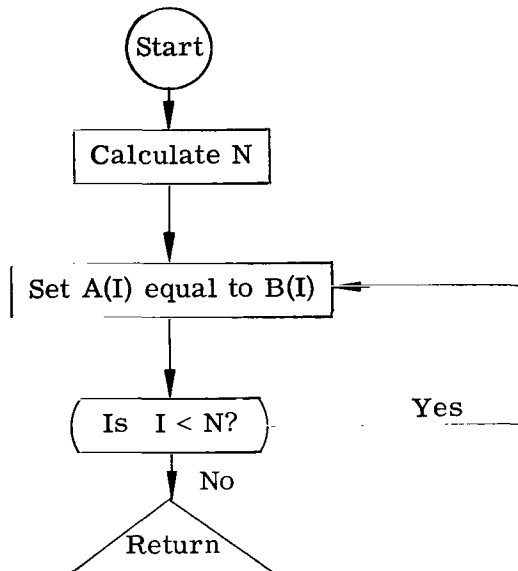 Start
Calculate N
Set A(I) equal to B(I)
Is I < N?
Yes
No
Return